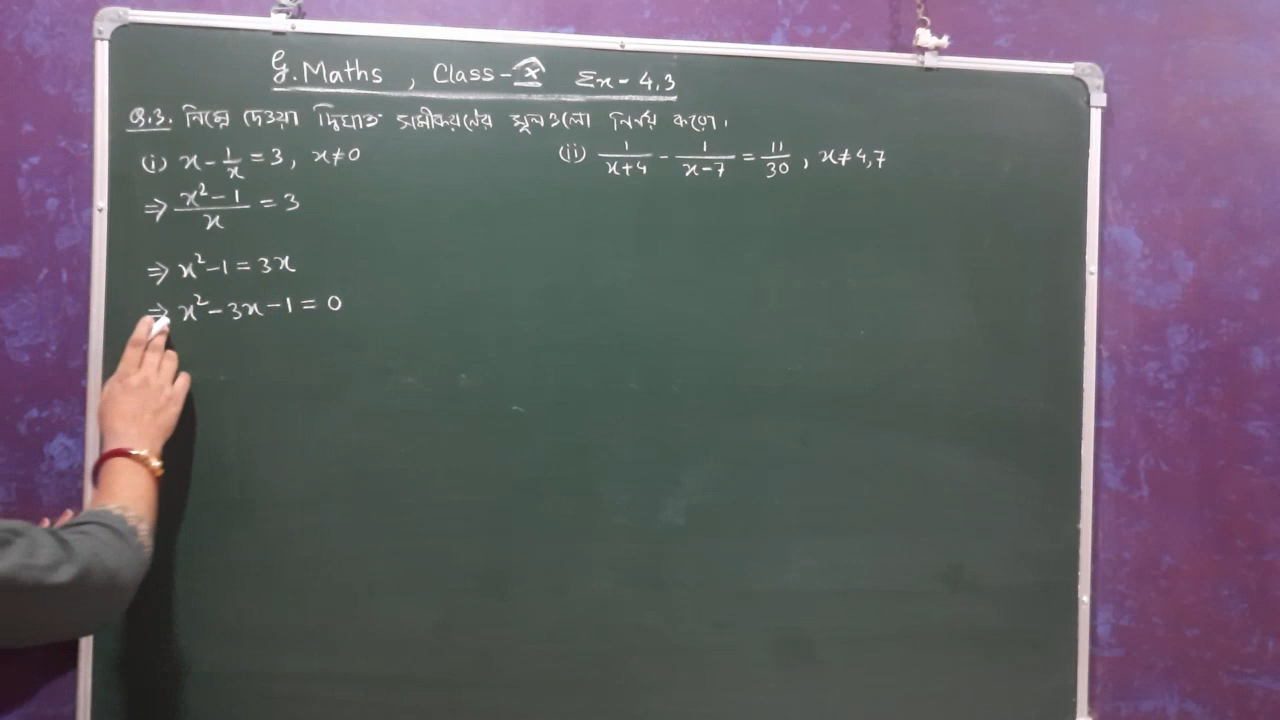 G. Maths , Class - X Ex - 4.3
Q.3. নিম্নে দেওয়া দ্বিঘাত সমীকরণের মূলগুলো নির্ণয় করো।
(i) x - 1/x = 3, x ≠ 0
⇒ (x² - 1)/x = 3
⇒ x² - 1 = 3x
⇒ x² - 3x - 1 = 0
(ii) 1/(x+4) - 1/(x-7) = 11/30 , x ≠ 4, 7